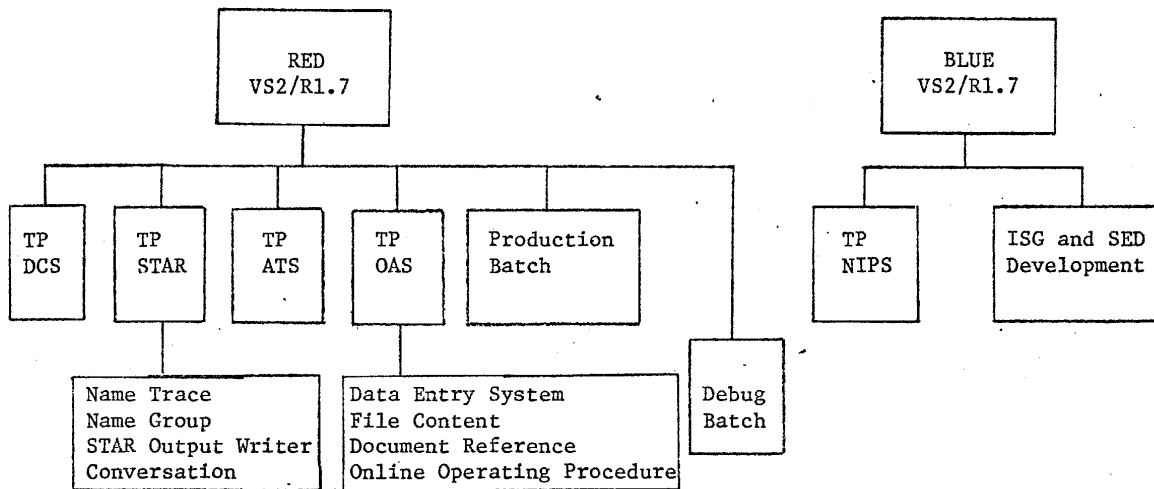 RED
VS2/R1.7
BLUE
VS2/R1.7
TP
DCS
TP
STAR
TP
ATS
TP
OAS
Production
Batch
TP
NIPS
ISG and SED
Development
Name Trace
Name Group
STAR Output Writer
Conversation
Data Entry System
File Content
Document Reference
Online Operating Procedure
Debug
Batch